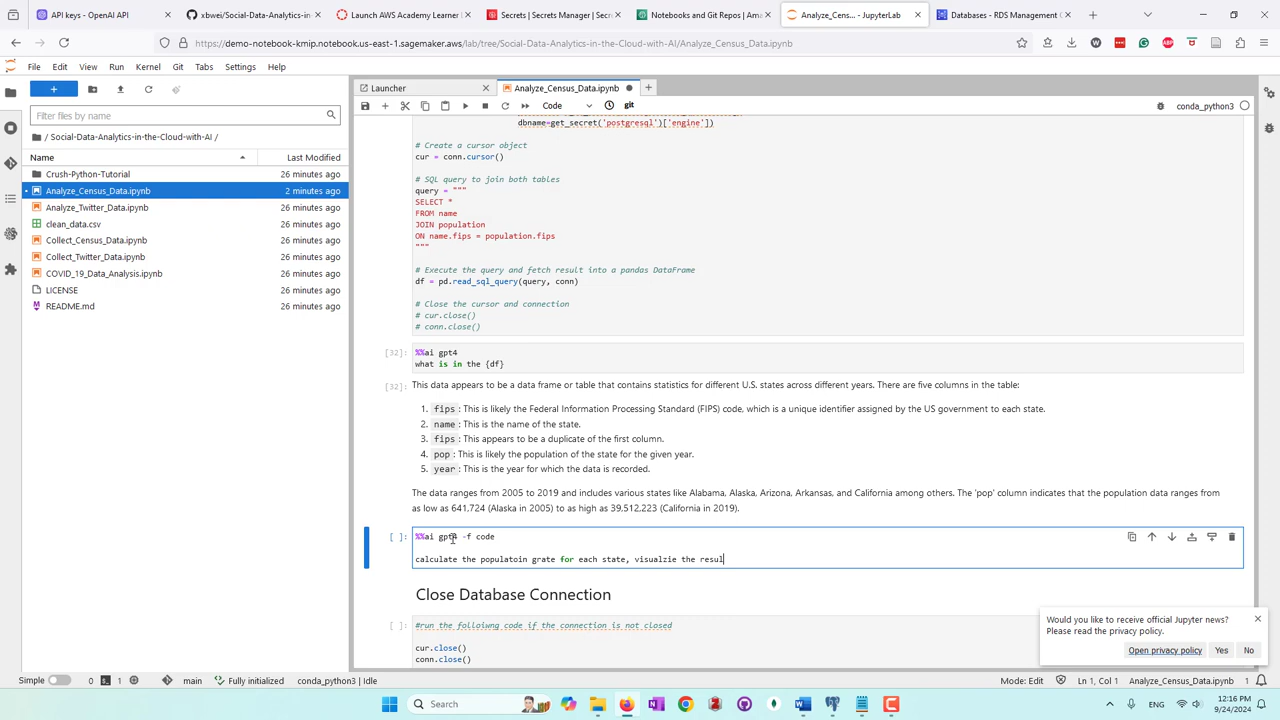 API keys - OpenAI API
xbwei/Social-Data-Analytics-in-
Launch AWS Academy Learner
Secrets | Secrets Manager | us-east
Notebooks and Git Repos | Ama
Analyze_Cens... - JupyterLab
Databases - RDS Management
https://demo-notebook-kmip.notebook.us-east-1.sagemaker.aws/lab/tree/Social-Data-Analytics-in-the-Cloud-with-AI/Analyze_Census_Data.ipynb
File Edit View Run Kernel Git Tabs Settings Help
Launcher
Analyze_Census_Data.ipynb
Code
git
conda_python3
Filter files by name
/ Social-Data-Analytics-in-the-Cloud-with-AI /
Name Last Modified
Crush-Python-Tutorial 26 minutes ago
Analyze_Census_Data.ipynb 2 minutes ago
Analyze_Twitter_Data.ipynb 26 minutes ago
clean_data.csv 26 minutes ago
Collect_Census_Data.ipynb 26 minutes ago
Collect_Twitter_Data.ipynb 26 minutes ago
COVID_19_Data_Analysis.ipynb 26 minutes ago
LICENSE 26 minutes ago
README.md 26 minutes ago
dbname=get_secret('postgresql')['engine'])
# Create a cursor object
cur = conn.cursor()
# SQL query to join both tables
query = """
SELECT *
FROM name
JOIN population
ON name.fips = population.fips
"""
# Execute the query and fetch result into a pandas DataFrame
df = pd.read_sql_query(query, conn)
# Close the cursor and connection
# cur.close()
# conn.close()
[32]: %%ai gpt4
what is in the {df}
[32]: This data appears to be a data frame or table that contains statistics for different U.S. states across different years. There are five columns in the table:
1. fips : This is likely the Federal Information Processing Standard (FIPS) code, which is a unique identifier assigned by the US government to each state.
2. name : This is the name of the state.
3. fips : This appears to be a duplicate of the first column.
4. pop : This is likely the population of the state for the given year.
5. year : This is the year for which the data is recorded.
The data ranges from 2005 to 2019 and includes various states like Alabama, Alaska, Arizona, Arkansas, and California among others. The 'pop' column indicates that the population data ranges from
as low as 641,724 (Alaska in 2005) to as high as 39,512,223 (California in 2019).
[ ]: %%ai gpt4 -f code
calculate the populatoin grate for each state, visualzie the resul
Close Database Connection
[ ]: #run the folloiwng code if the connection is not closed
cur.close()
conn.close()
Would you like to receive official Jupyter news?
Please read the privacy policy.
Open privacy policy Yes No
Simple 0 1 main Fully initialized conda_python3 | Idle Mode: Edit Ln 1, Col 1 Analyze_Census_Data.ipynb 1
Search
ENG
12:16 PM
9/24/2024